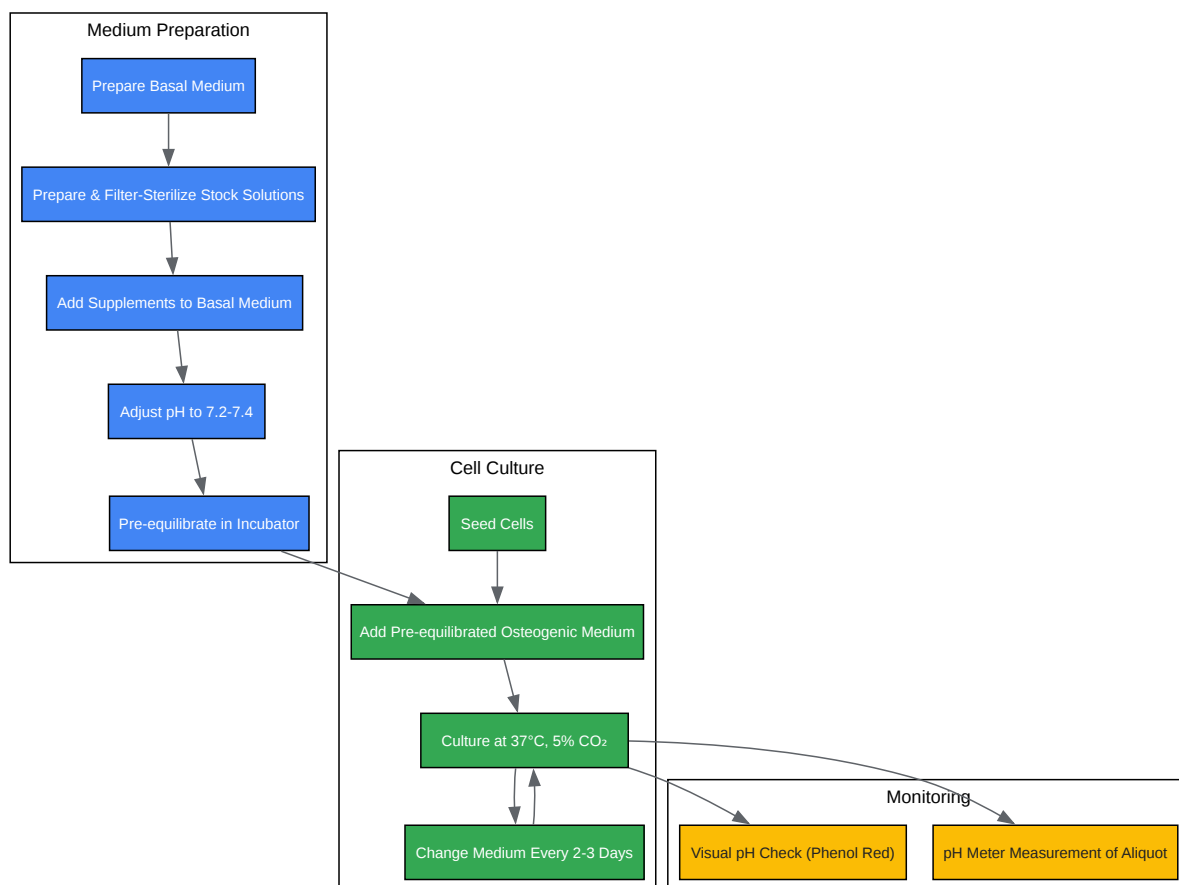 Medium Preparation
Prepare Basal Medium
Prepare & Filter-Sterilize Stock Solutions
Add Supplements to Basal Medium
Adjust pH to 7.2-7.4
Pre-equilibrate in Incubator
Cell Culture
Seed Cells
Add Pre-equilibrated Osteogenic Medium
Culture at 37°C, 5% CO₂
Change Medium Every 2-3 Days
Monitoring
Visual pH Check (Phenol Red)
pH Meter Measurement of Aliquot